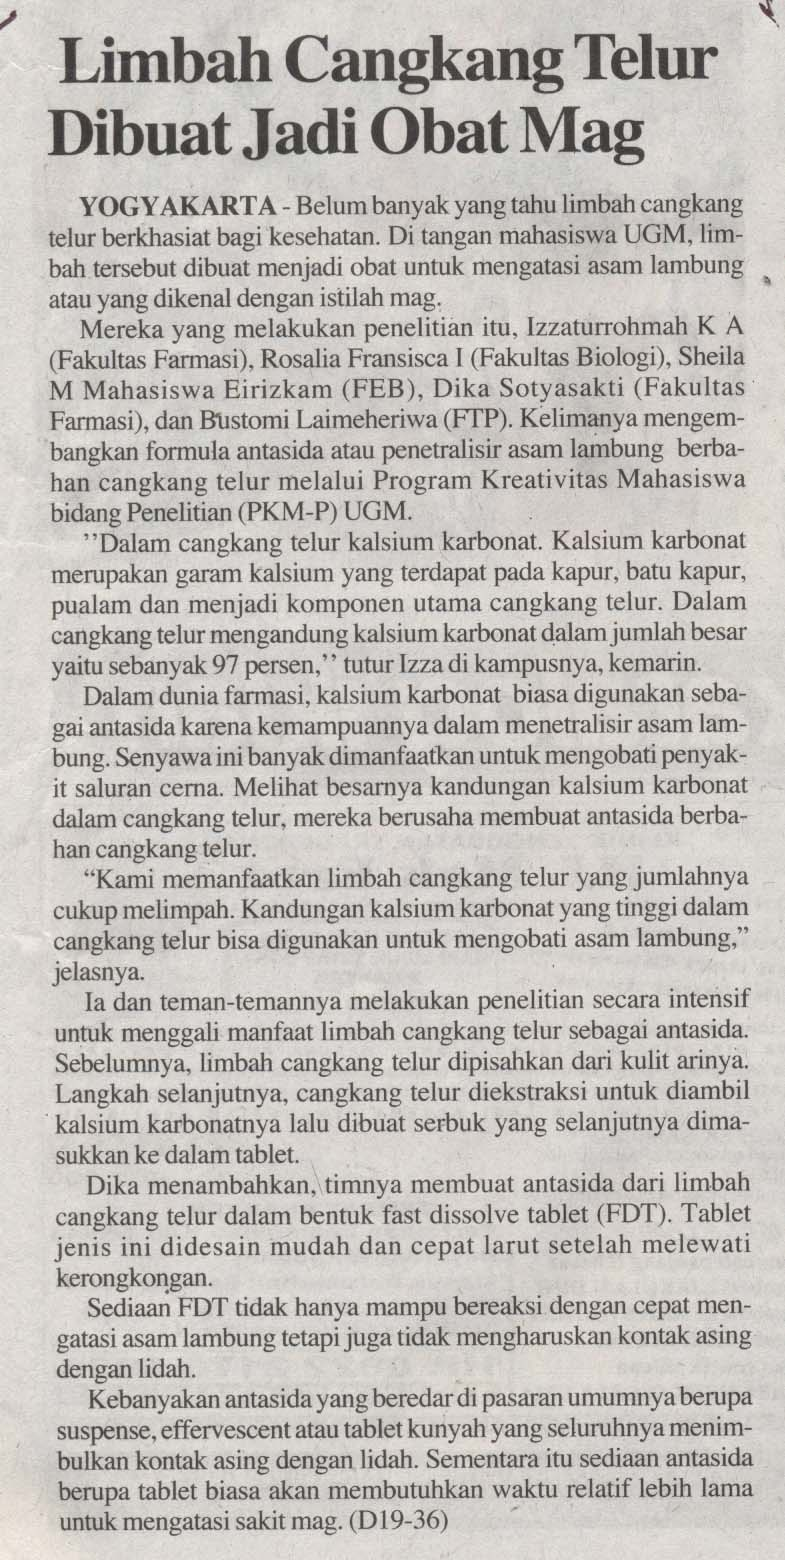 Limbah Cangkang Telur
Dibuat Jadi Obat Mag
YOGYAKARTA - Belum banyak yang tahu limbah cangkang
telur berkhasiat bagi kesehatan. Di tangan mahasiswa UGM, lim-
bah tersebut dibuat menjadi obat untuk mengatasi asam lambung
atau yang dikenal dengan istilah mag.
Mereka yang melakukan penelitian itu, Izzaturrohmah K A
(Fakultas Farmasi), Rosalia Fransisca I (Fakultas Biologi), Sheila
M Mahasiswa Eirizkam (FEB), Dika Sotyasakti (Fakultas
Farmasi), dan Bustomi Laimeheriwa (FTP). Kelimanya mengem-
bangkan formula antasida atau penetralisir asam lambung berba-
han cangkang telur melalui Program Kreativitas Mahasiswa
bidang Penelitian (PKM-P) UGM.
’’Dalam cangkang telur kalsium karbonat. Kalsium karbonat
merupakan garam kalsium yang terdapat pada kapur, batu kapur,
pualam dan menjadi komponen utama cangkang telur. Dalam
cangkang telur mengandung kalsium karbonat dalam jumlah besar
yaitu sebanyak 97 persen,’’ tutur Izza di kampusnya, kemarin.
Dalam dunia farmasi, kalsium karbonat biasa digunakan seba-
gai antasida karena kemampuannya dalam menetralisir asam lam-
bung. Senyawa ini banyak dimanfaatkan untuk mengobati penyak-
it saluran cerna. Melihat besarnya kandungan kalsium karbonat
dalam cangkang telur, mereka berusaha membuat antasida berba-
han cangkang telur.
“Kami memanfaatkan limbah cangkang telur yang jumlahnya
cukup melimpah. Kandungan kalsium karbonat yang tinggi dalam
cangkang telur bisa digunakan untuk mengobati asam lambung,”
jelasnya.
Ia dan teman-temannya melakukan penelitian secara intensif
untuk menggali manfaat limbah cangkang telur sebagai antasida.
Sebelumnya, limbah cangkang telur dipisahkan dari kulit arinya.
Langkah selanjutnya, cangkang telur diekstraksi untuk diambil
kalsium karbonatnya lalu dibuat serbuk yang selanjutnya dima-
sukkan ke dalam tablet.
Dika menambahkan, timnya membuat antasida dari limbah
cangkang telur dalam bentuk fast dissolve tablet (FDT). Tablet
jenis ini didesain mudah dan cepat larut setelah melewati
kerongkongan.
Sediaan FDT tidak hanya mampu bereaksi dengan cepat men-
gatasi asam lambung tetapi juga tidak mengharuskan kontak asing
dengan lidah.
Kebanyakan antasida yang beredar di pasaran umumnya berupa
suspense, effervescent atau tablet kunyah yang seluruhnya menim-
bulkan kontak asing dengan lidah. Sementara itu sediaan antasida
berupa tablet biasa akan membutuhkan waktu relatif lebih lama
untuk mengatasi sakit mag. (D19-36)